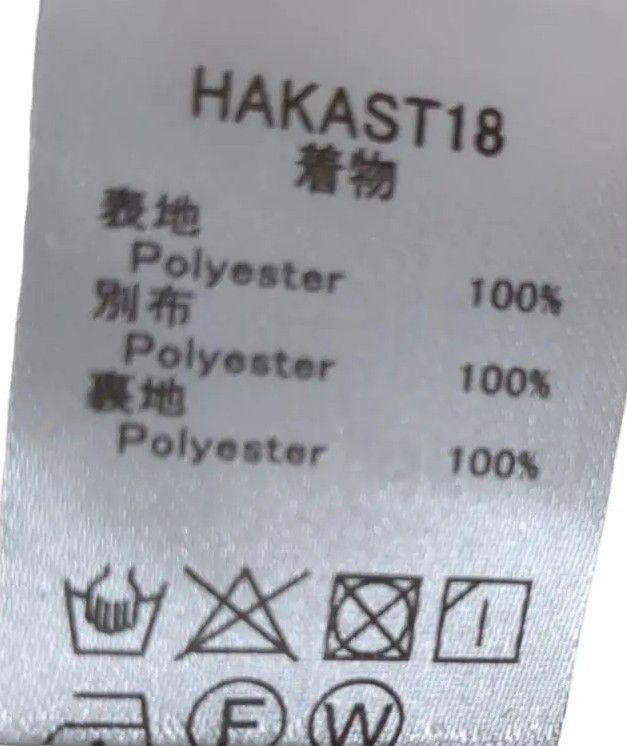 HAKAST18
着物
表地
Polyester 100%
別布
Polyester 100%
裏地
Polyester 100%
F W